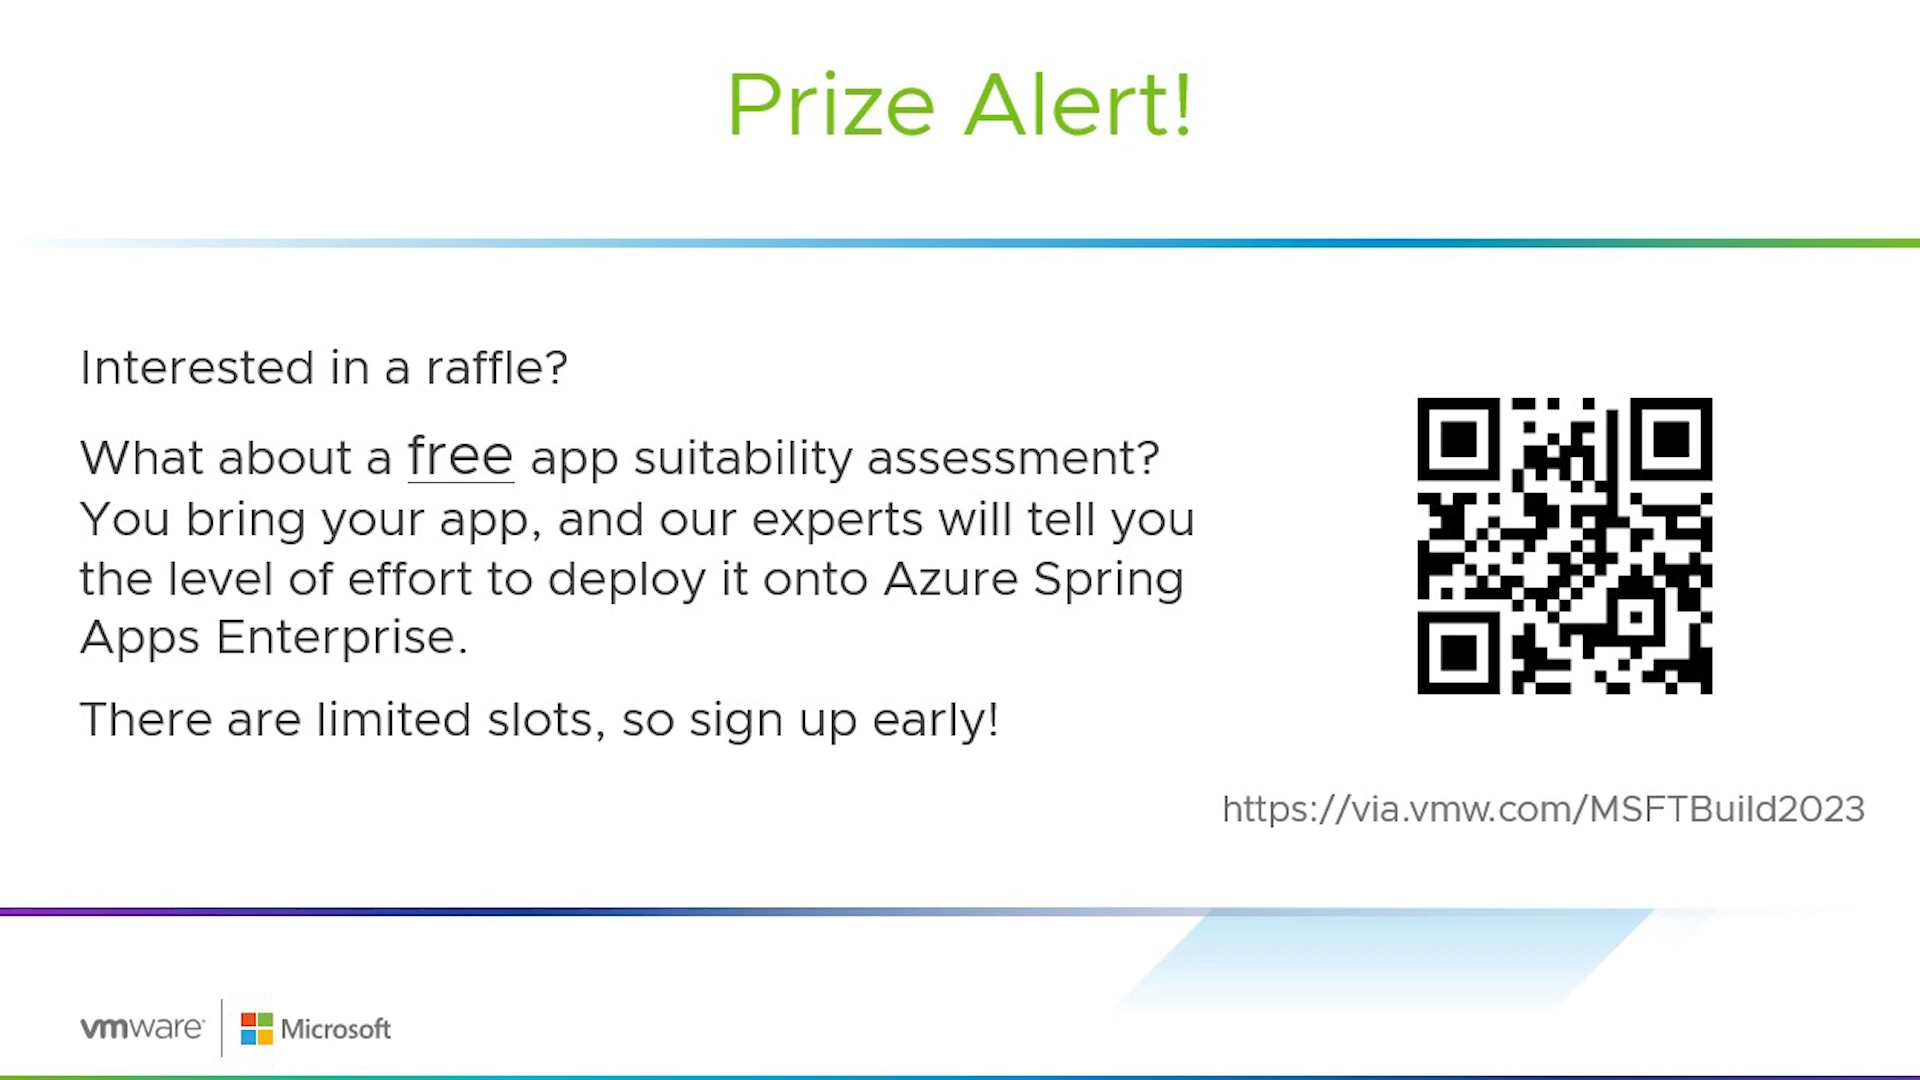 Prize Alert!
Interested in a raffle?
What about a free app suitability assessment?
You bring your app, and our experts will tell you
the level of effort to deploy it onto Azure Spring
Apps Enterprise.
There are limited slots, so sign up early!
https://via.vmw.com/MSFTBuild2023
vmware
Microsoft